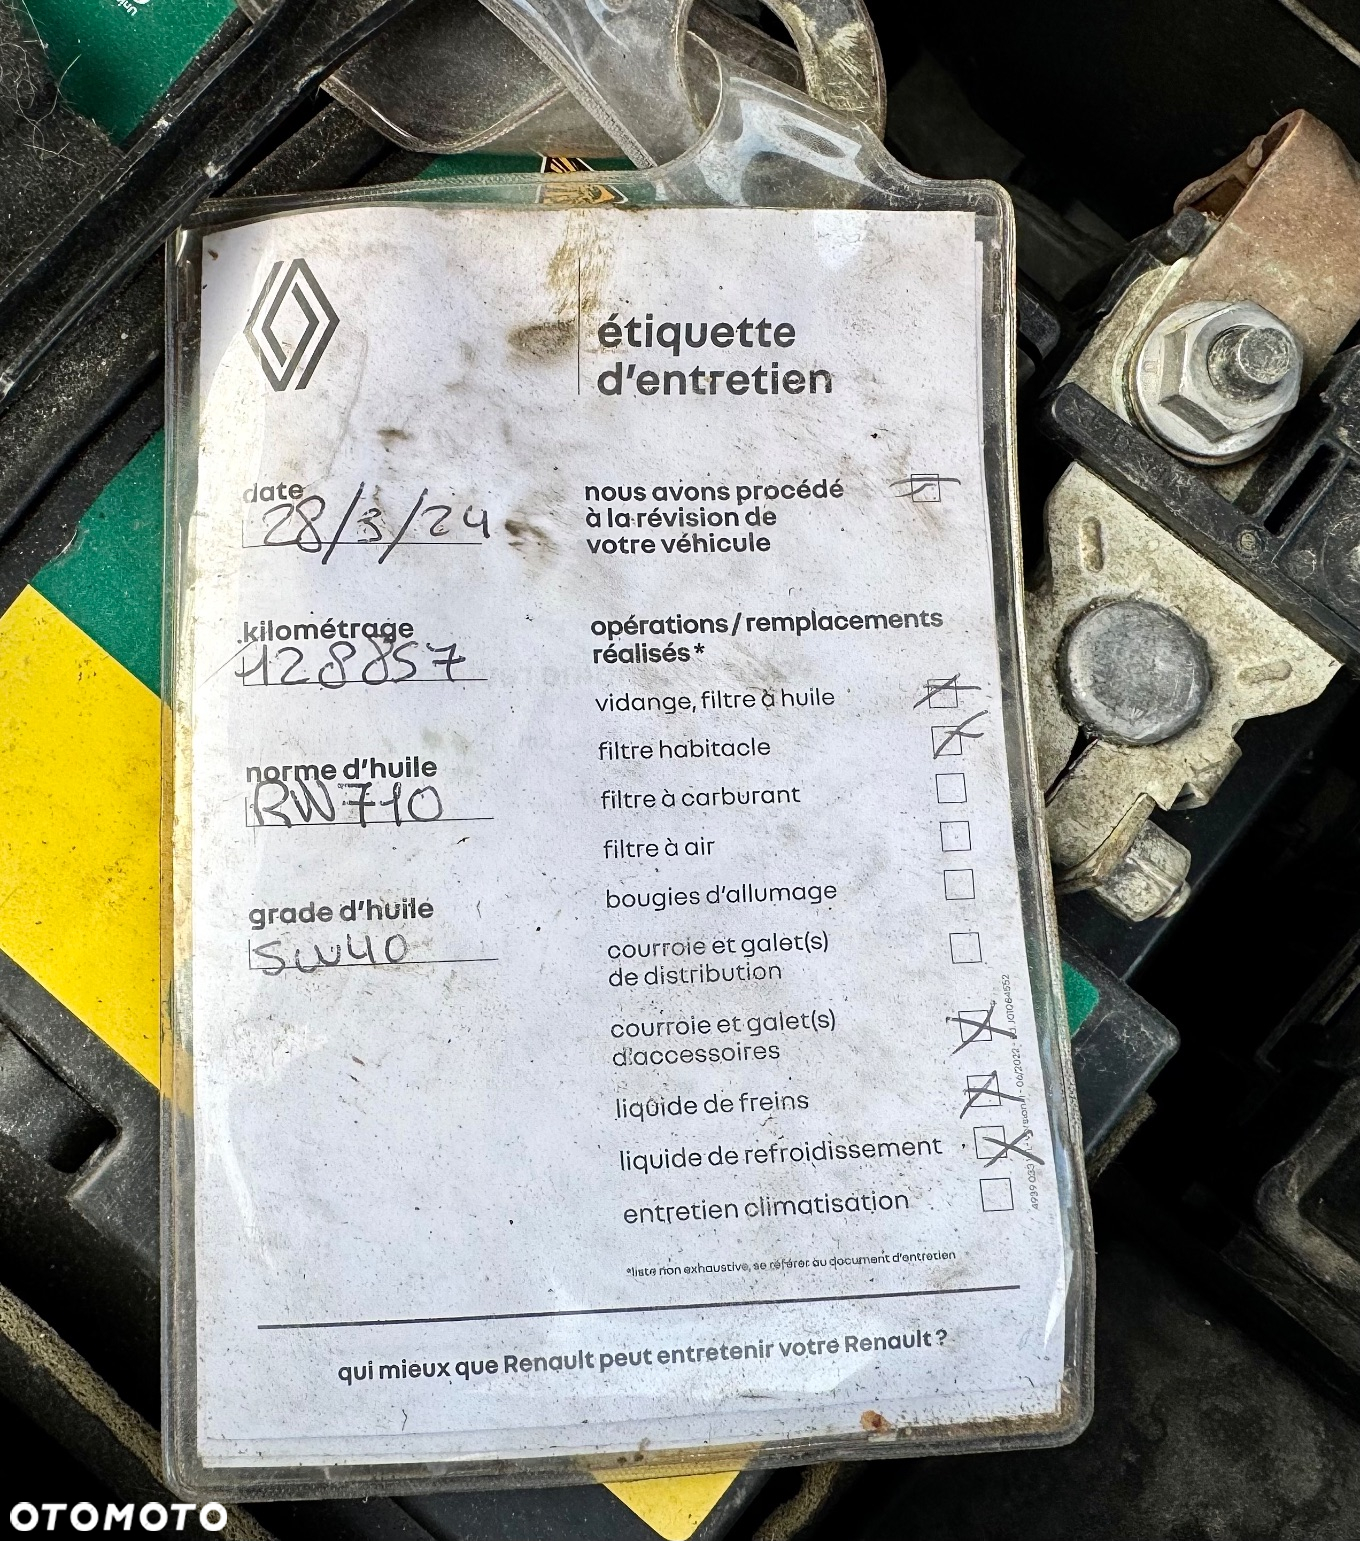 étiquette
d'entretien
date
28/3/24
nous avons procédé
à la révision de
votre véhicule
kilométrage
128857
opérations / remplacements
réalisés*
vidange, filtre à huile
filtre habitacle
norme d'huile
RW710
filtre à carburant
filtre à air
bougies d'allumage
grade d'huile
5W40
courroie et galet(s)
de distribution
courroie et galet(s)
d'accessoires
liquide de freins
liquide de refroidissement
entretien climatisation
*liste non exhaustive, se référer au document d'entretien
qui mieux que Renault peut entretenir votre Renault ?
OTOMOTO